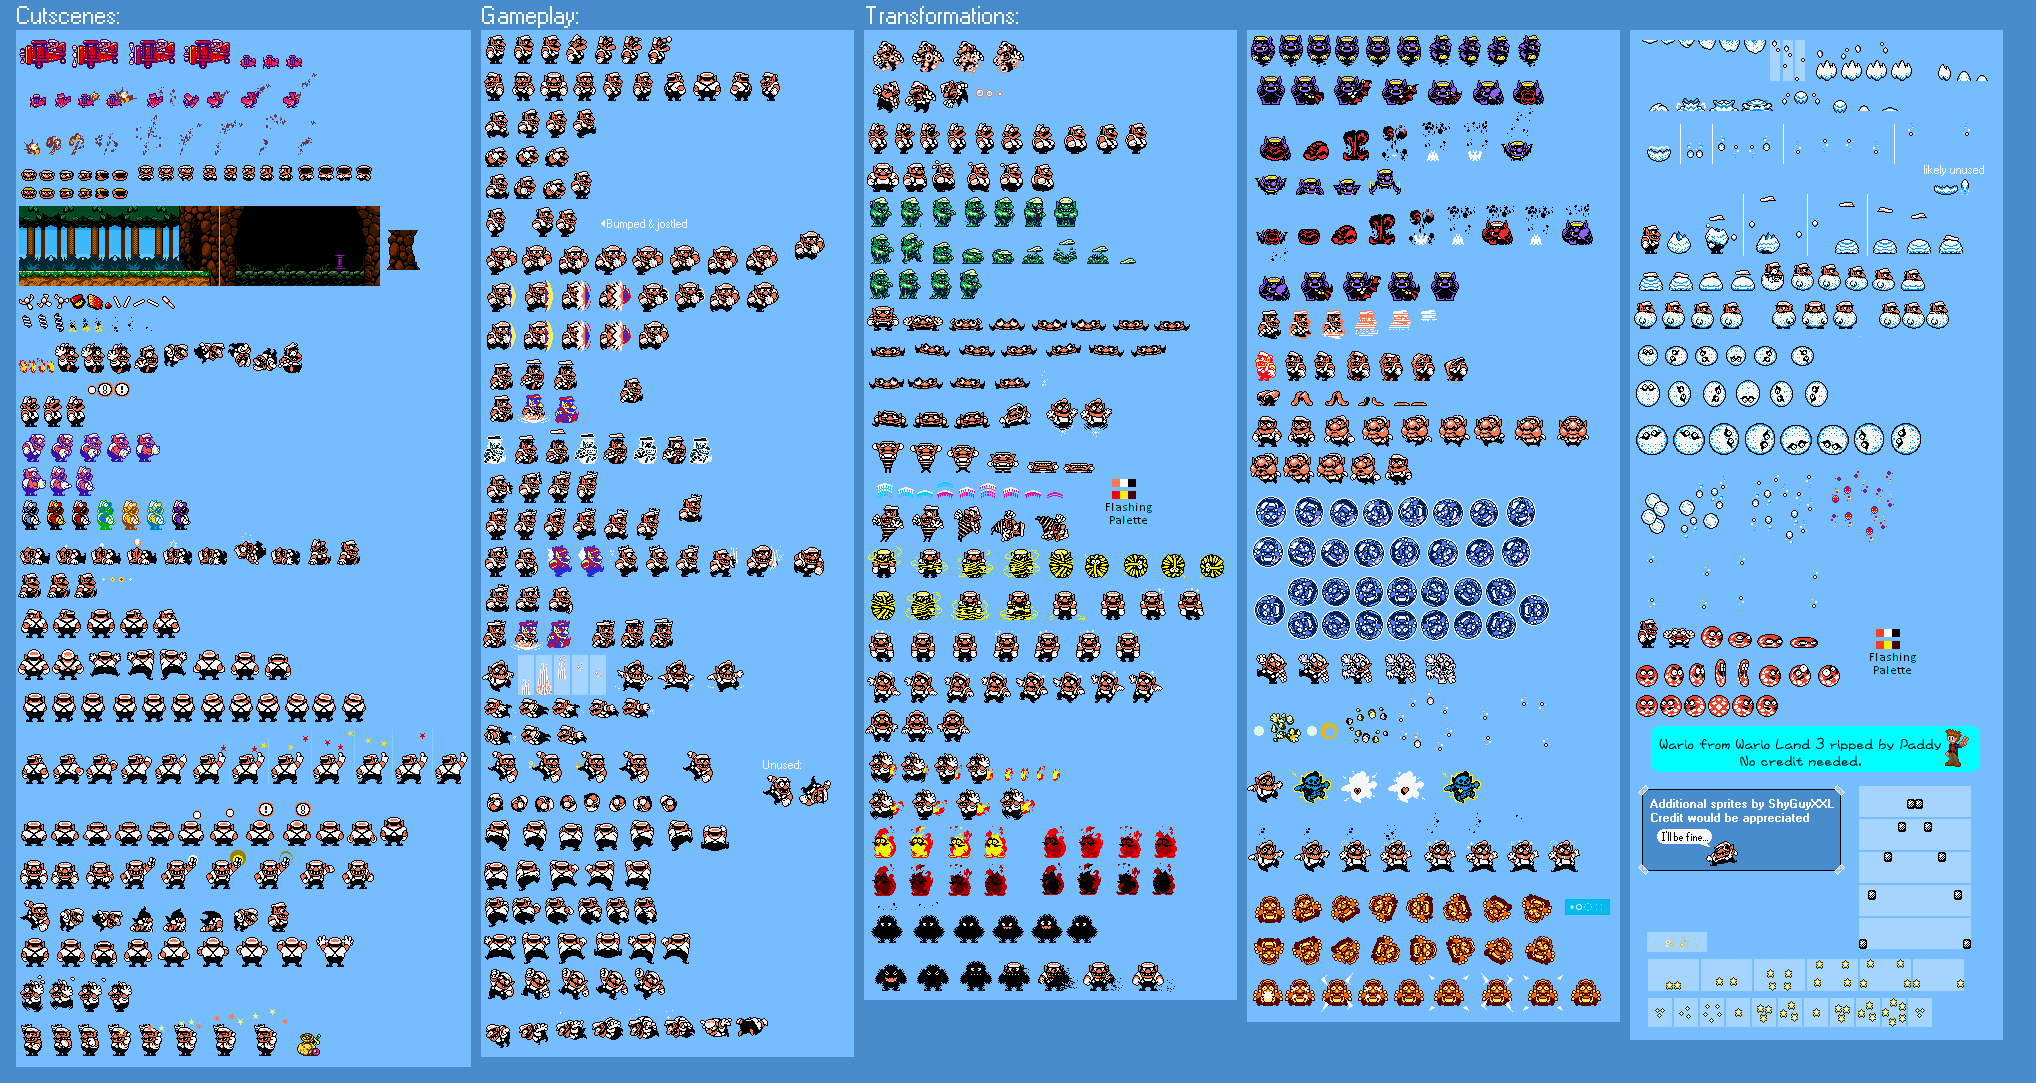 Cutscenes:
Gameplay:
Transformations:
likely unused
◄Bumped & jostled
Flashing
Palette
Flashing
Palette
Unused:
Wario from Wario Land 3 ripped by Daddy
No credit needed.
Additional sprites by ShyGuyXXL
Credit would be appreciated
I'll be fine...